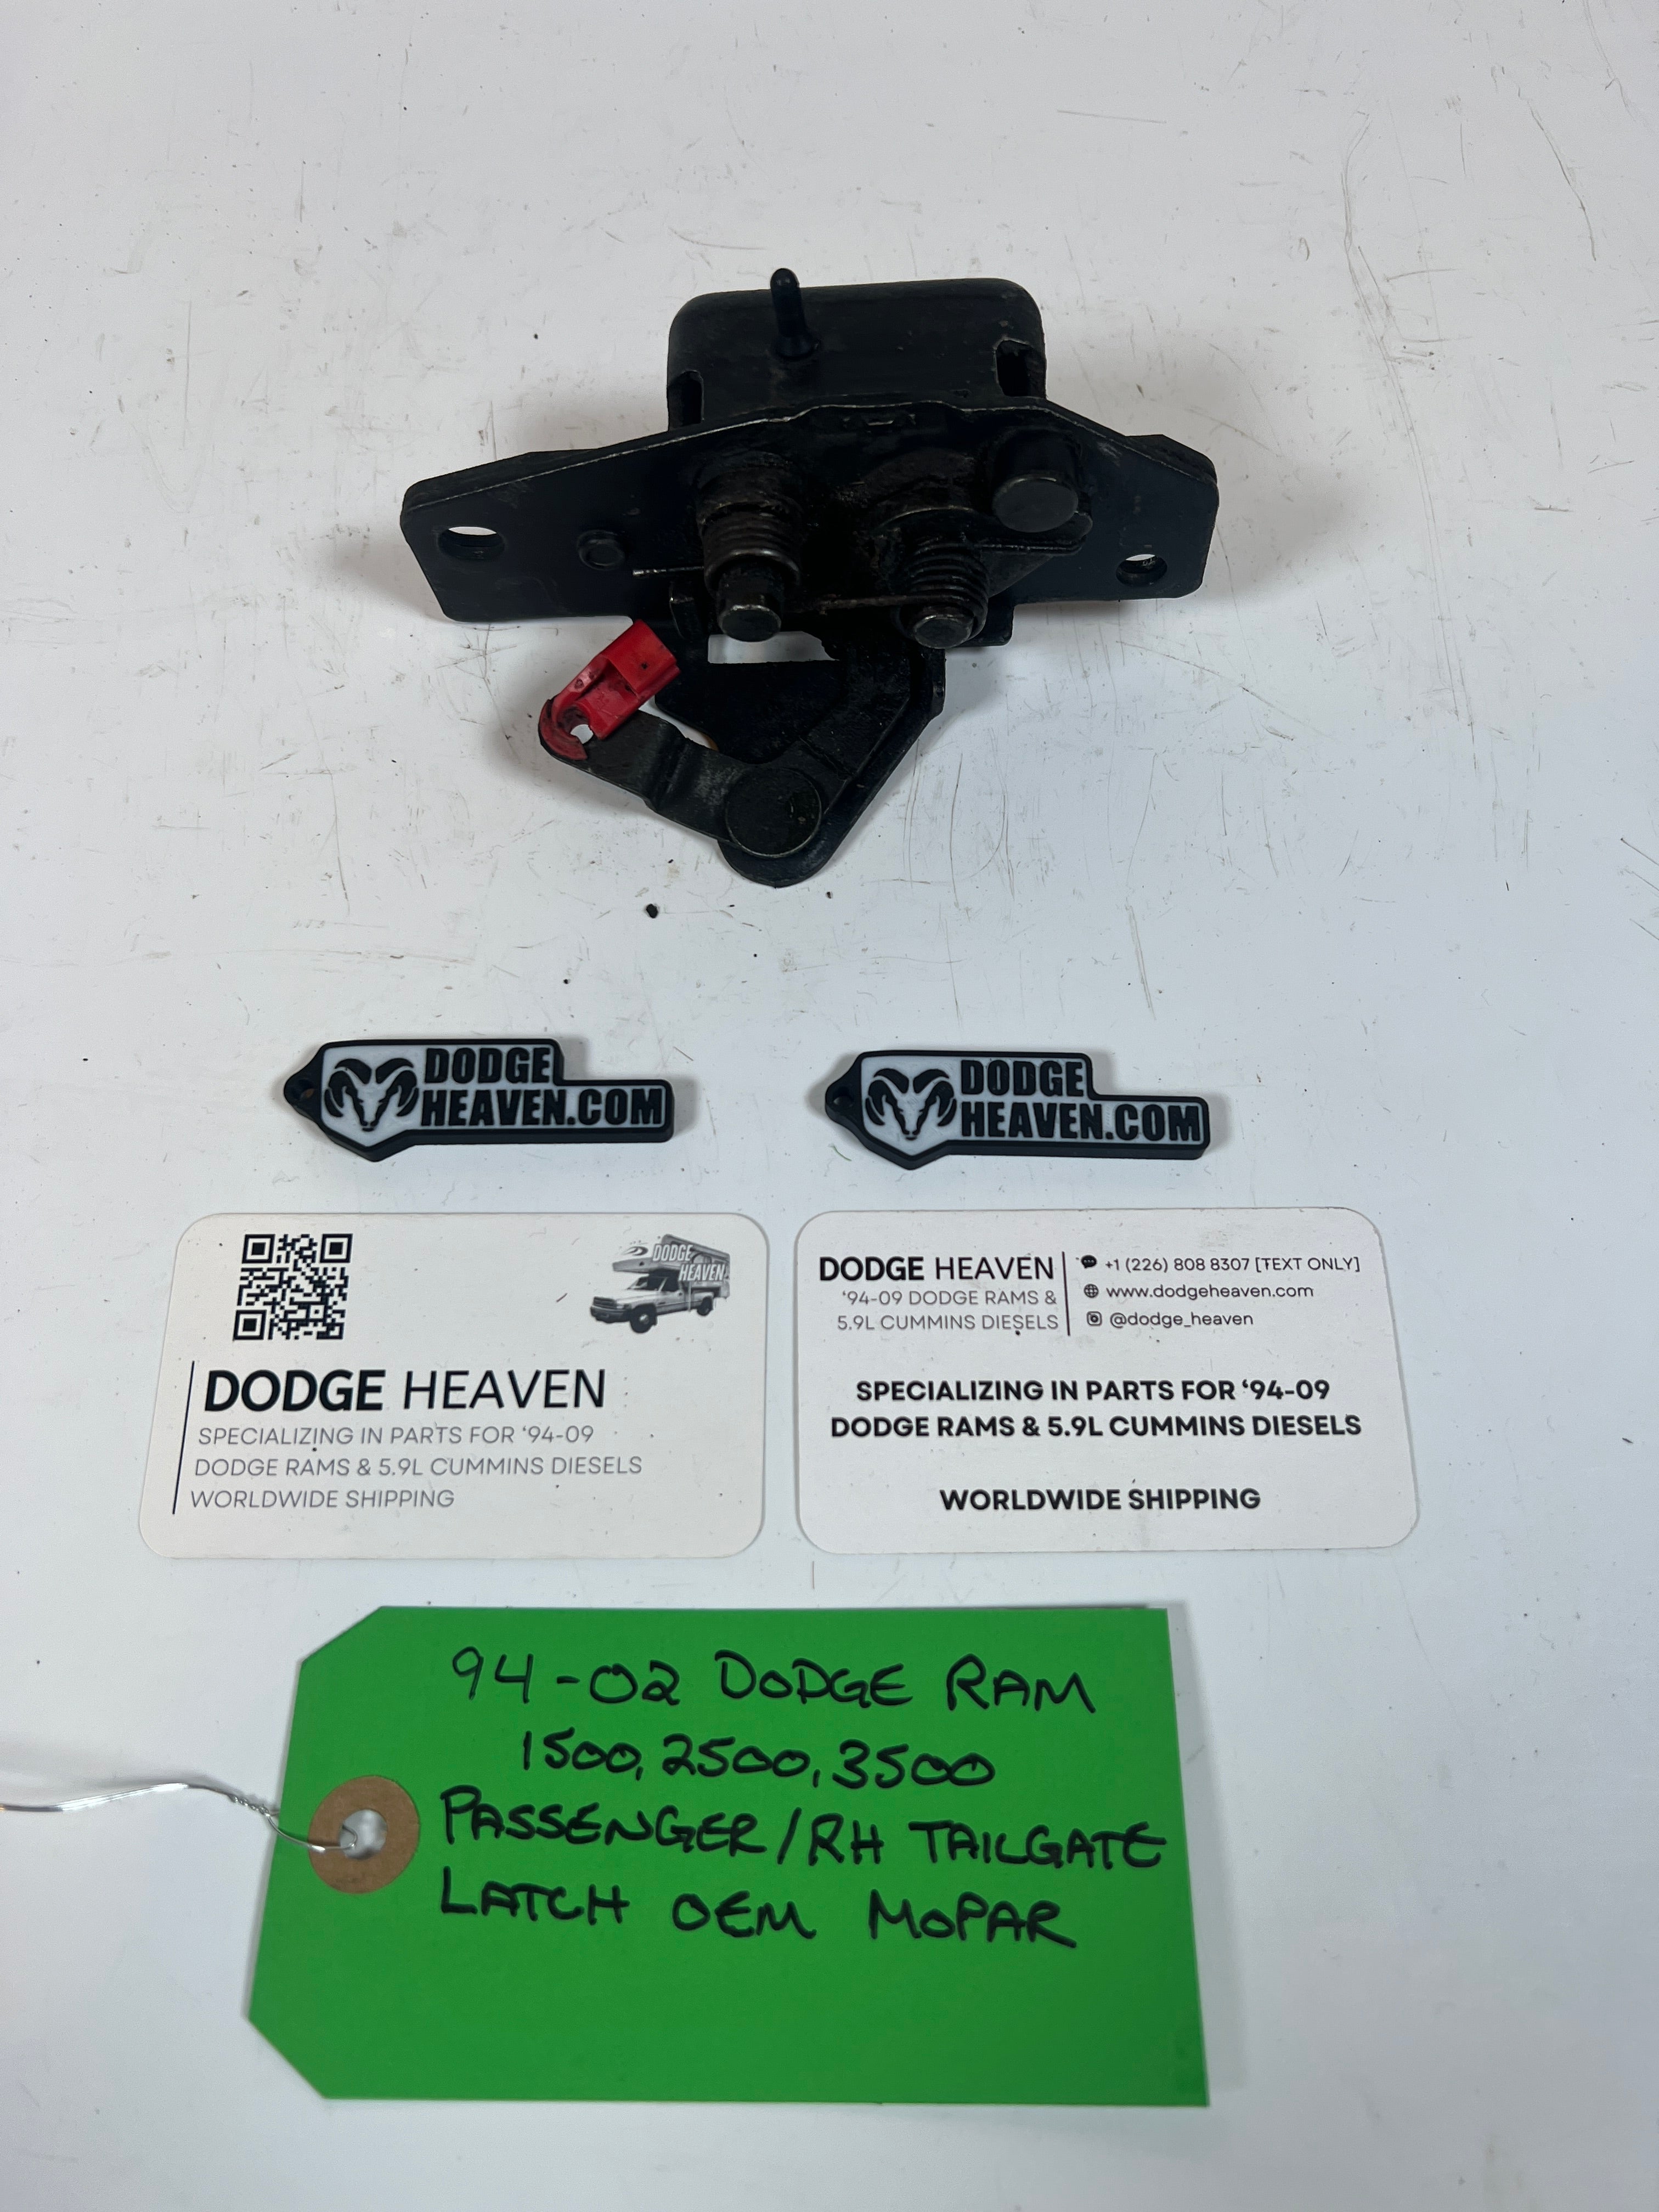 DODGE
HEAVEN.COM
DODGE
HEAVEN.COM
DODGE
HEAVEN
DODGE HEAVEN
SPECIALIZING IN PARTS FOR ‘94-09
DODGE RAMS & 5.9L CUMMINS DIESELS
WORLDWIDE SHIPPING
DODGE HEAVEN
‘94-09 DODGE RAMS &
5.9L CUMMINS DIESELS
+1 (226) 808 8307 [TEXT ONLY]
www.dodgeheaven.com
@dodge_heaven
SPECIALIZING IN PARTS FOR ‘94-09
DODGE RAMS & 5.9L CUMMINS DIESELS
WORLDWIDE SHIPPING
94-02 DODGE RAM
1500, 2500, 3500
PASSENGER/RH TAILGATE
LATCH OEM MOPAR